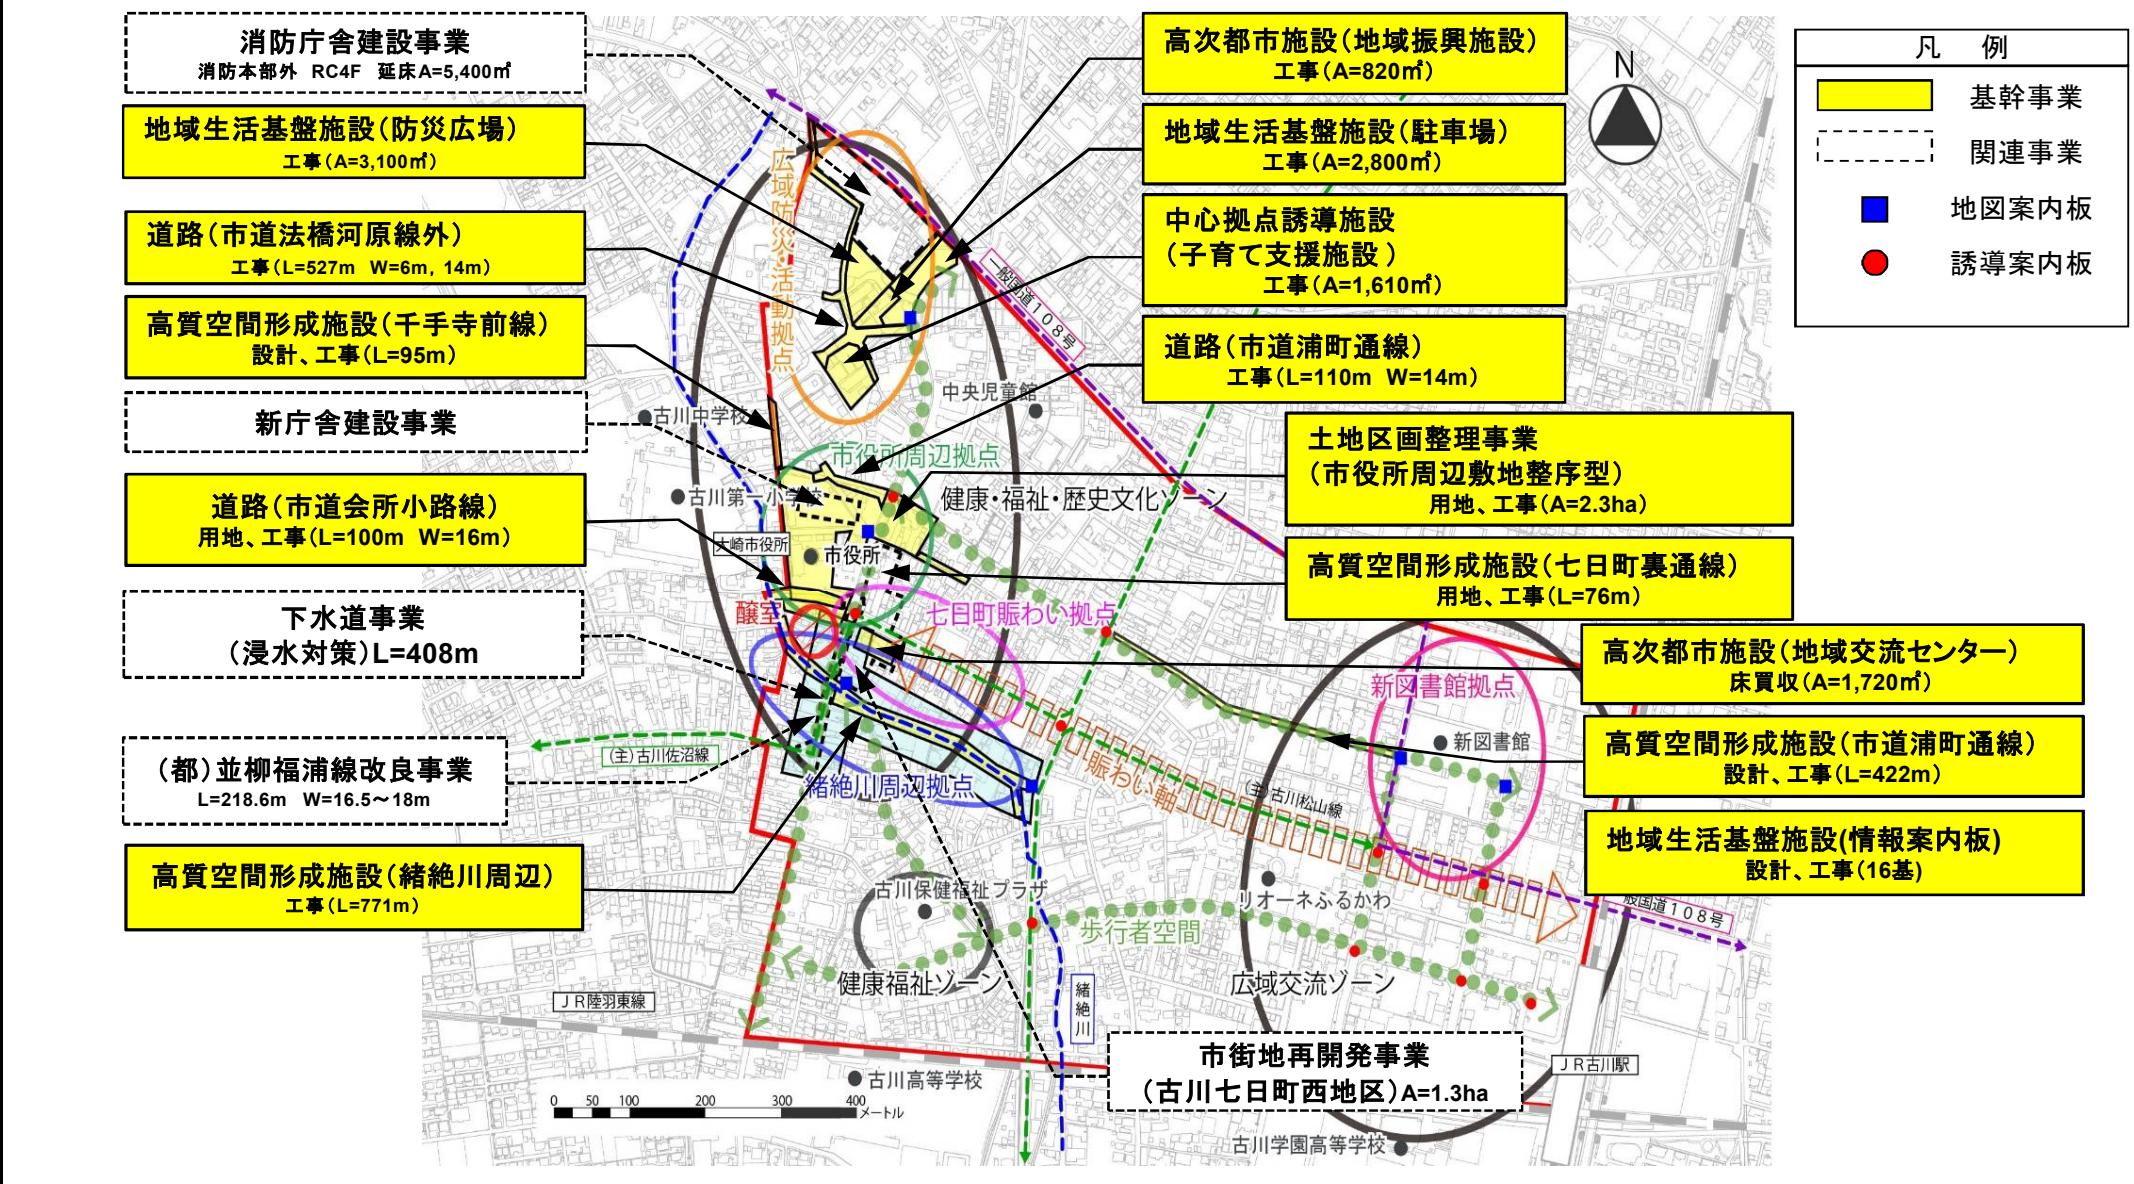 消防庁舎建設事業
消防本部外 RC4F 延床A=5,400㎡
地域生活基盤施設(防災広場)
工事(A=3,100㎡)
道路(市道法橋河原線外)
工事(L=527m W=6m, 14m)
高質空間形成施設(千手寺前線)
設計、工事(L=95m)
新庁舎建設事業
道路(市道会所小路線)
用地、工事(L=100m W=16m)
下水道事業
(浸水対策)L=408m
(都)並柳福浦線改良事業
L=218.6m W=16.5～18m
高質空間形成施設(緒絶川周辺)
工事(L=771m)
高次都市施設(地域振興施設)
工事(A=820㎡)
地域生活基盤施設(駐車場)
工事(A=2,800㎡)
中心拠点誘導施設
(子育て支援施設)
工事(A=1,610㎡)
道路(市道浦町通線)
工事(L=110m W=14m)
土地区画整理事業
(市役所周辺敷地整序型)
用地、工事(A=2.3ha)
高質空間形成施設(七日町裏通線)
用地、工事(L=76m)
高次都市施設(地域交流センター)
床買収(A=1,720㎡)
高質空間形成施設(市道浦町通線)
設計、工事(L=422m)
地域生活基盤施設(情報案内板)
設計、工事(16基)
市街地再開発事業
(古川七日町西地区)A=1.3ha
凡 例
基幹事業
関連事業
地図案内板
誘導案内板
N
広域防災・活動拠点
一般国道108号
中央児童館
古川中学校
市役所周辺拠点
古川第一小学校
健康・福祉・歴史文化ゾーン
大崎市役所
市役所
醸室
七日町賑わい拠点
新図書館拠点
新図書館
(主)古川佐沼線
緒絶川周辺拠点
賑わい軸
(主)古川松山線
古川保健福祉プラザ
リオーネふるかわ
般国道108号
歩行者空間
健康福祉ゾーン
広域交流ゾーン
緒絶川
JR陸羽東線
JR古川駅
古川高等学校
0 50 100 200 300 400
メートル
古川学園高等学校